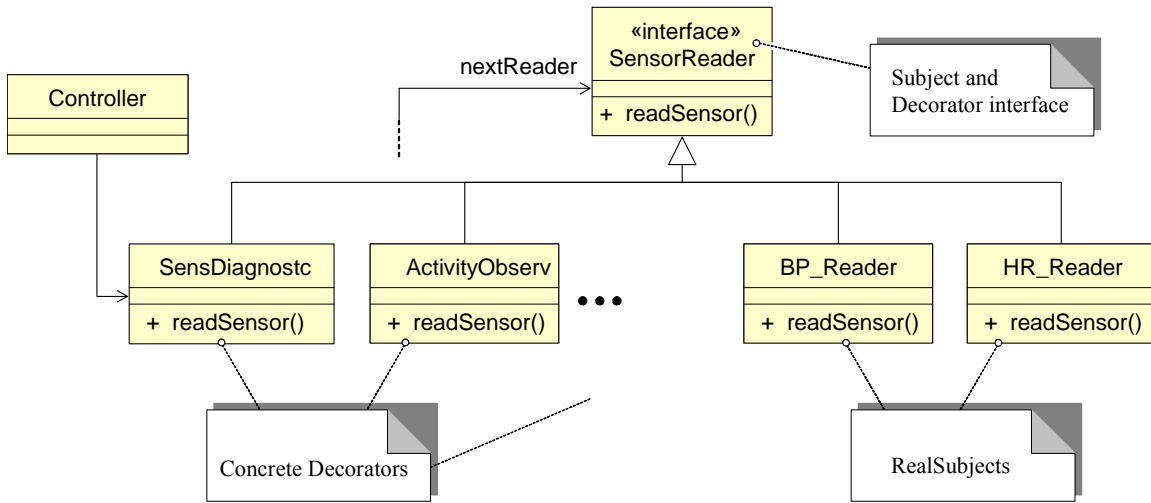 «interface»
SensorReader
+ readSensor()
nextReader
Subject and
Decorator interface
Controller
SensDiagnostc
+ readSensor()
ActivityObserv
+ readSensor()
BP_Reader
+ readSensor()
HR_Reader
+ readSensor()
Concrete Decorators
RealSubjects